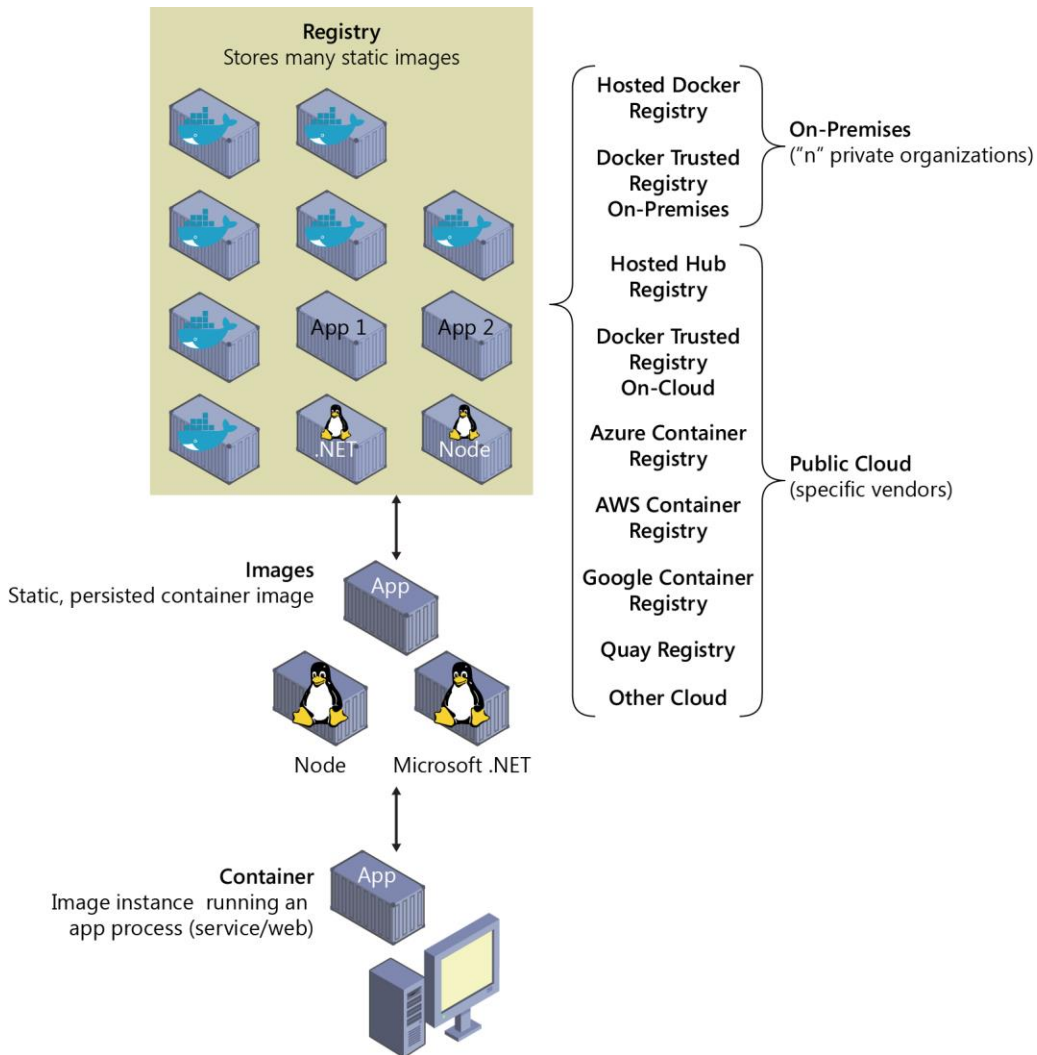 Registry
Stores many static images
App 1
App 2
.NET
Node
Images
Static, persisted container image
App
Node
Microsoft .NET
Container
Image instance running an
app process (service/web)
App
Hosted Docker
Registry
Docker Trusted
Registry
On-Premises
On-Premises
("n" private organizations)
Hosted Hub
Registry
Docker Trusted
Registry
On-Cloud
Azure Container
Registry
AWS Container
Registry
Google Container
Registry
Quay Registry
Other Cloud
Public Cloud
(specific vendors)